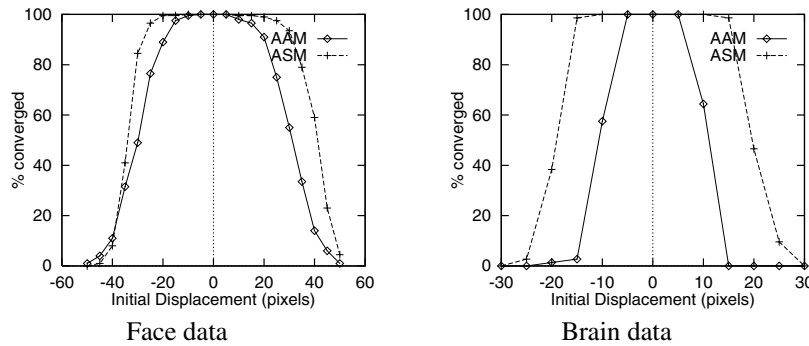 100
80
60
40
20
0
% converged
AAM
ASM
-60 -40 -20 0 20 40 60
Initial Displacement (pixels)
Face data
100
80
60
40
20
0
% converged
AAM
ASM
-30 -20 -10 0 10 20 30
Initial Displacement (pixels)
Brain data